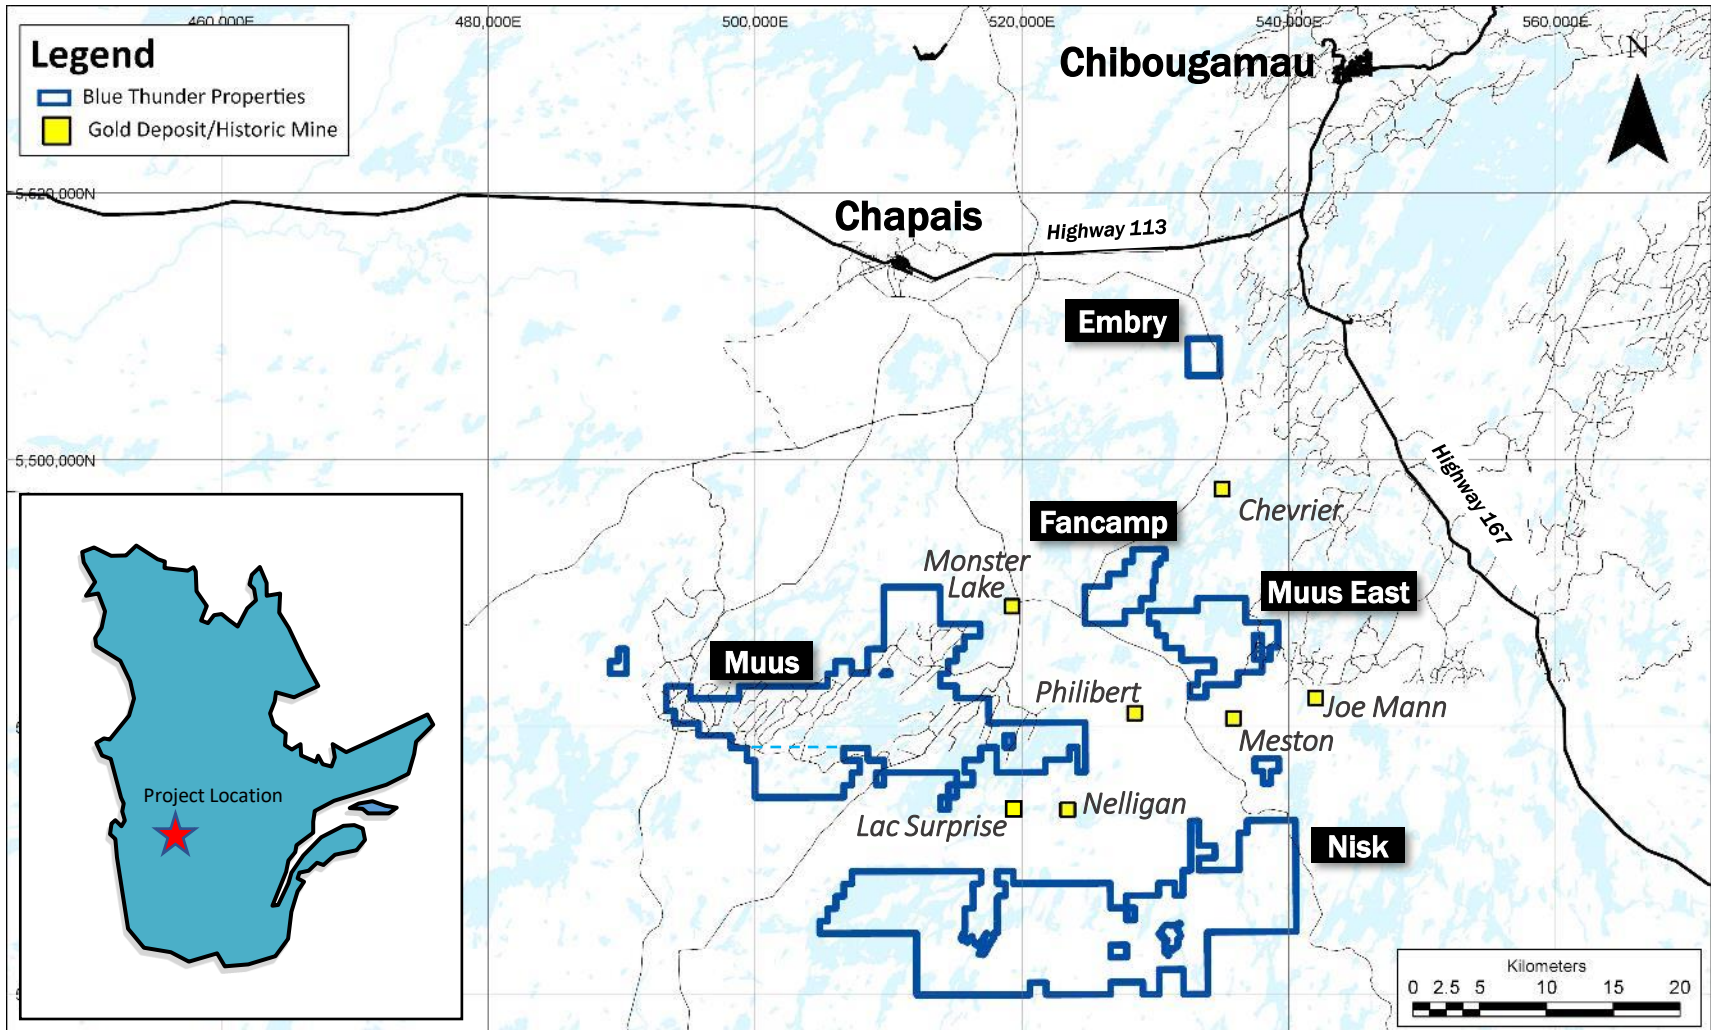 460,000E
480,000E
500,000E
520,000E
540,000E
560,000E
Legend
Blue Thunder Properties
Gold Deposit/Historic Mine
Chibougamau
N
5,520,000N
Chapais
Highway 113
Embry
5,500,000N
Highway 167
Chevrier
Fancamp
Monster
Lake
Muus East
Muus
Philibert
Joe Mann
Meston
Project Location
Nelligan
Lac Surprise
Nisk
Kilometers
0 2.5 5 10 15 20